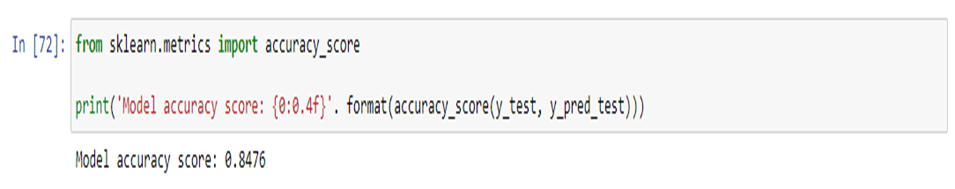 In [72]: from sklearn.metrics import accuracy_score
print('Model accuracy score: {0:0.4f}'. format(accuracy_score(y_test, y_pred_test)))
Model accuracy score: 0.8476